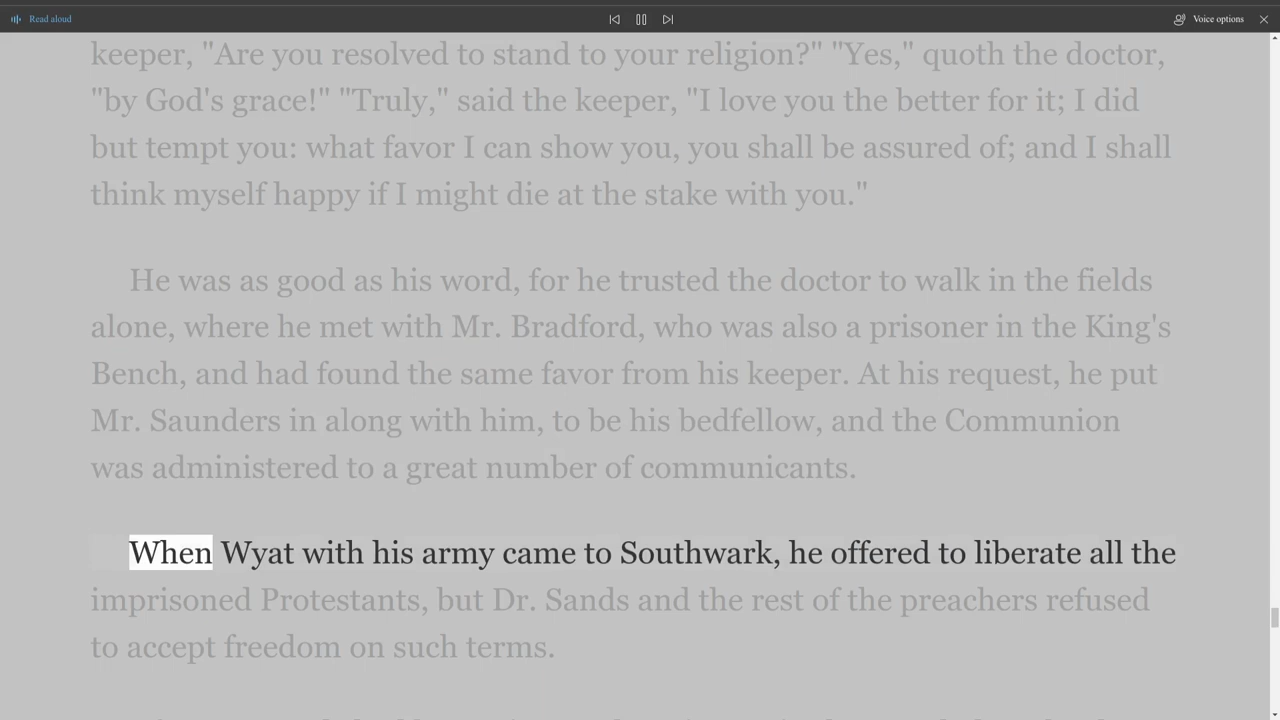 Read aloud
Voice options
keeper, "Are you resolved to stand to your religion?" "Yes," quoth the doctor,
"by God's grace!" "Truly," said the keeper, "I love you the better for it; I did
but tempt you: what favor I can show you, you shall be assured of; and I shall
think myself happy if I might die at the stake with you."
He was as good as his word, for he trusted the doctor to walk in the fields
alone, where he met with Mr. Bradford, who was also a prisoner in the King's
Bench, and had found the same favor from his keeper. At his request, he put
Mr. Saunders in along with him, to be his bedfellow, and the Communion
was administered to a great number of communicants.
When Wyat with his army came to Southwark, he offered to liberate all the
imprisoned Protestants, but Dr. Sands and the rest of the preachers refused
to accept freedom on such terms.